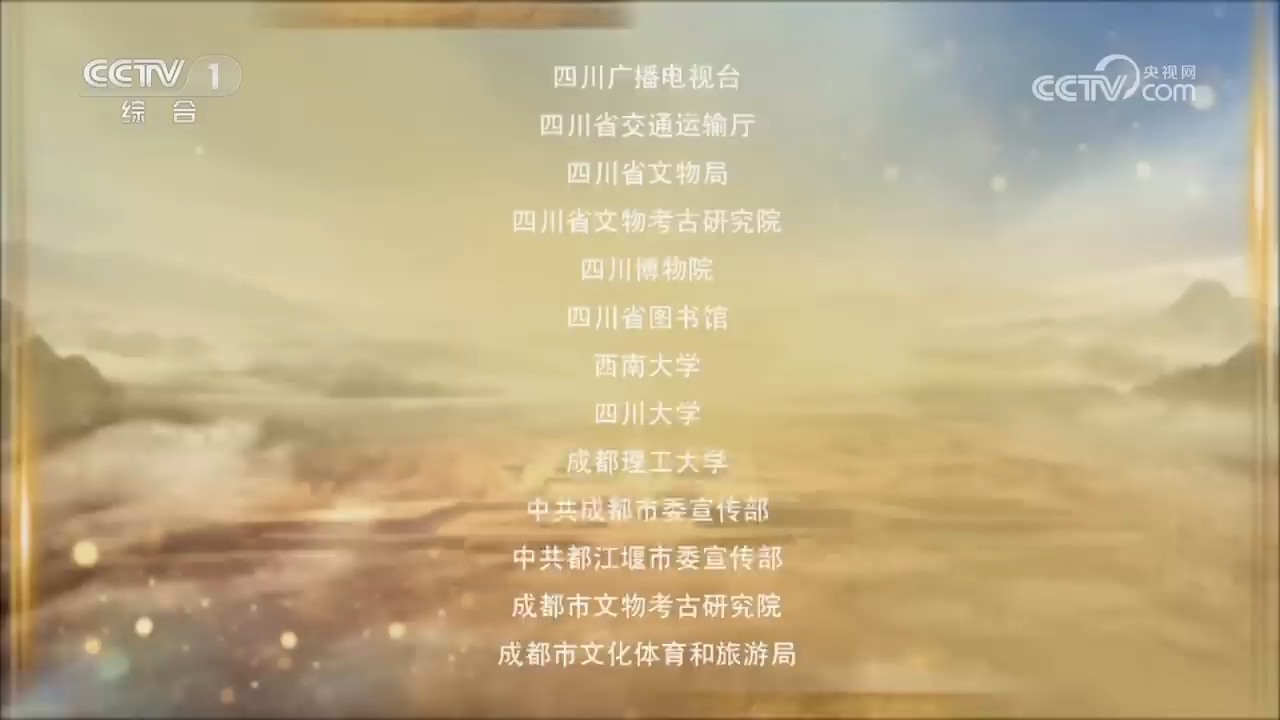 CCTV 1
综合
央视网
CCTV.com
四川广播电视台
四川省交通运输厅
四川省文物局
四川省文物考古研究院
四川博物院
四川省图书馆
西南大学
四川大学
成都理工大学
中共成都市委宣传部
中共都江堰市委宣传部
成都市文物考古研究院
成都市文化体育和旅游局